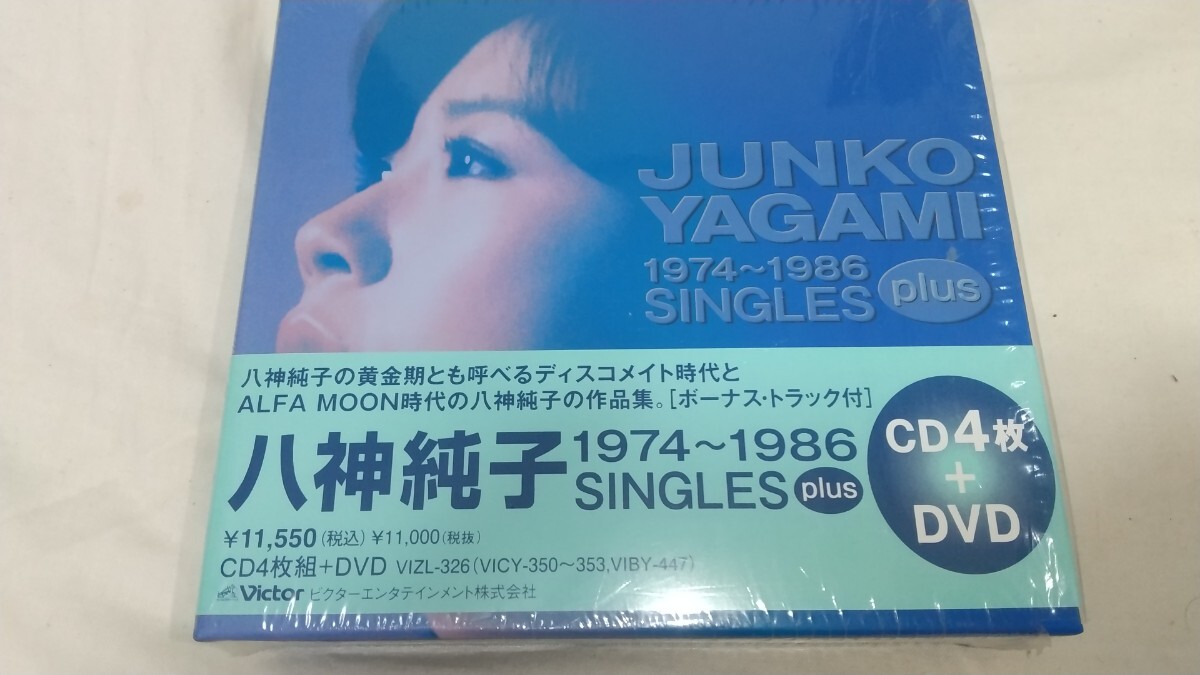 JUNKO
YAGAMI
1974～1986
SINGLES plus
八神純子の黄金期とも呼べるディスコメイト時代と
ALFA MOON時代の八神純子の作品集。[ボーナス・トラック付]
八神純子 1974～1986
SINGLES plus
CD4枚
+
DVD
¥11,550(税込) ¥11,000(税抜)
CD4枚組+DVD VIZL-326(VICY-350～353,VIBY-447)
Victor ビクターエンタテインメント株式会社